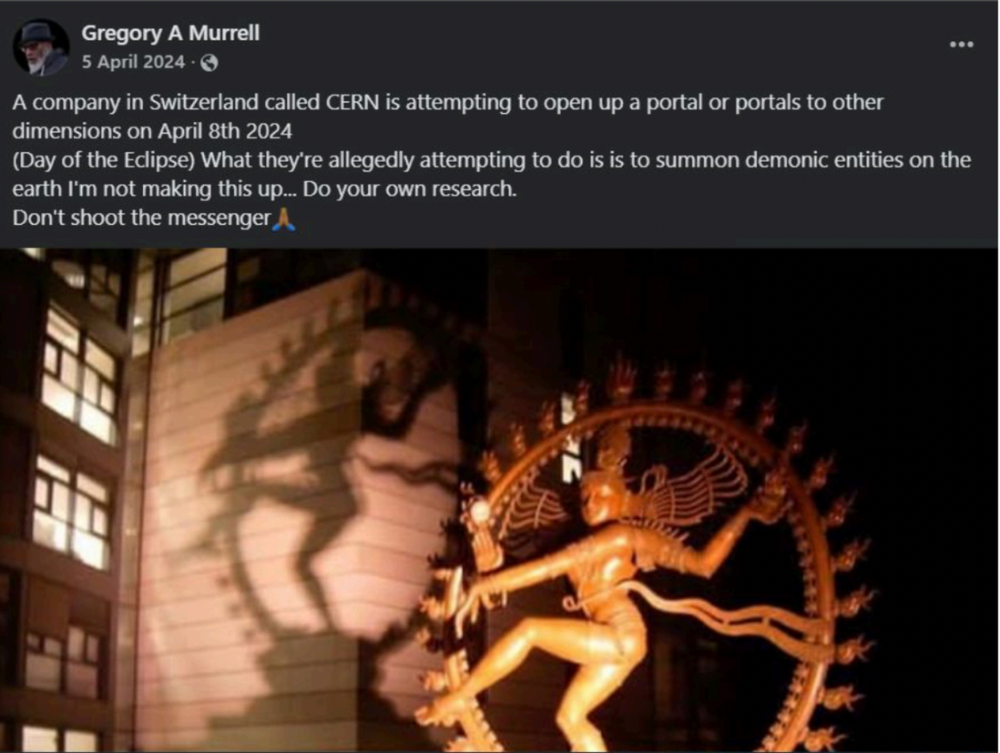 Gregory A Murrell
5 April 2024 ·
A company in Switzerland called CERN is attempting to open up a portal or portals to other
dimensions on April 8th 2024
(Day of the Eclipse) What they're allegedly attempting to do is is to summon demonic entities on the
earth I'm not making this up... Do your own research.
Don't shoot the messenger🙏🏾